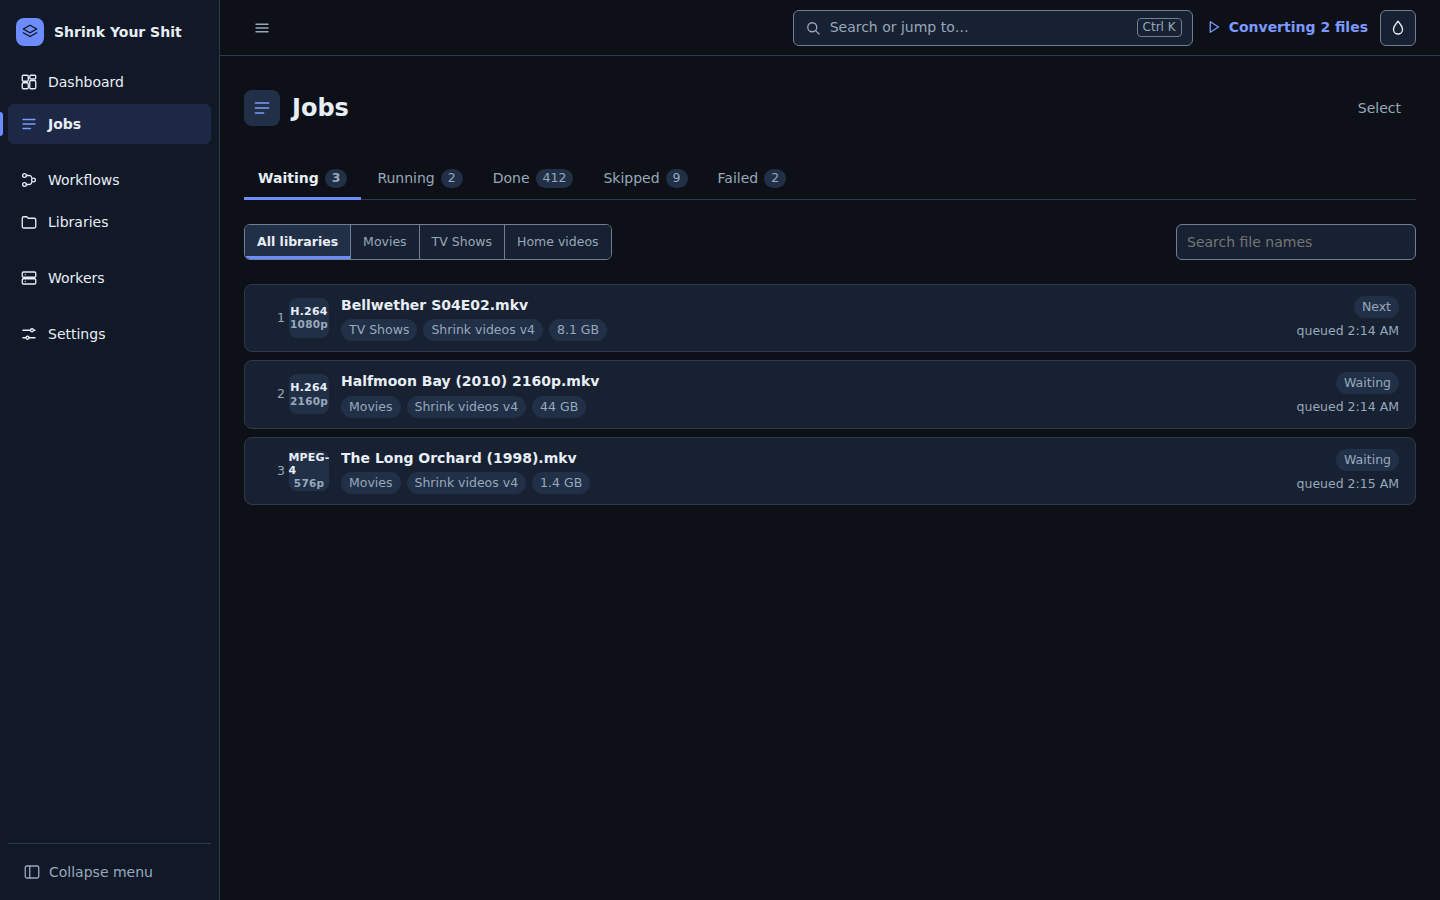 Shrink Your Shit
Search or jump to...
Ctrl K
Converting 2 files
Dashboard
Jobs
Workflows
Libraries
Workers
Settings
Collapse menu
Jobs
Select
Waiting 3
Running 2
Done 412
Skipped 9
Failed 2
All libraries
Movies
TV Shows
Home videos
Search file names
1
H.264
1080p
Bellwether S04E02.mkv
TV Shows
Shrink videos v4
8.1 GB
Next
queued 2:14 AM
2
H.264
2160p
Halfmoon Bay (2010) 2160p.mkv
Movies
Shrink videos v4
44 GB
Waiting
queued 2:14 AM
3
MPEG-
4
576p
The Long Orchard (1998).mkv
Movies
Shrink videos v4
1.4 GB
Waiting
queued 2:15 AM